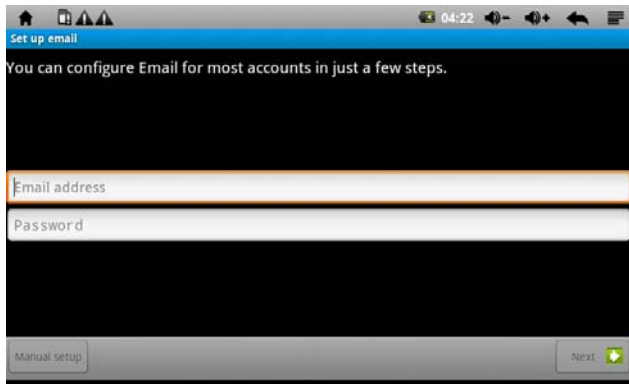 04:22
Set up email
You can configure Email for most accounts in just a few steps.
Email address
Password
Manual setup
Next